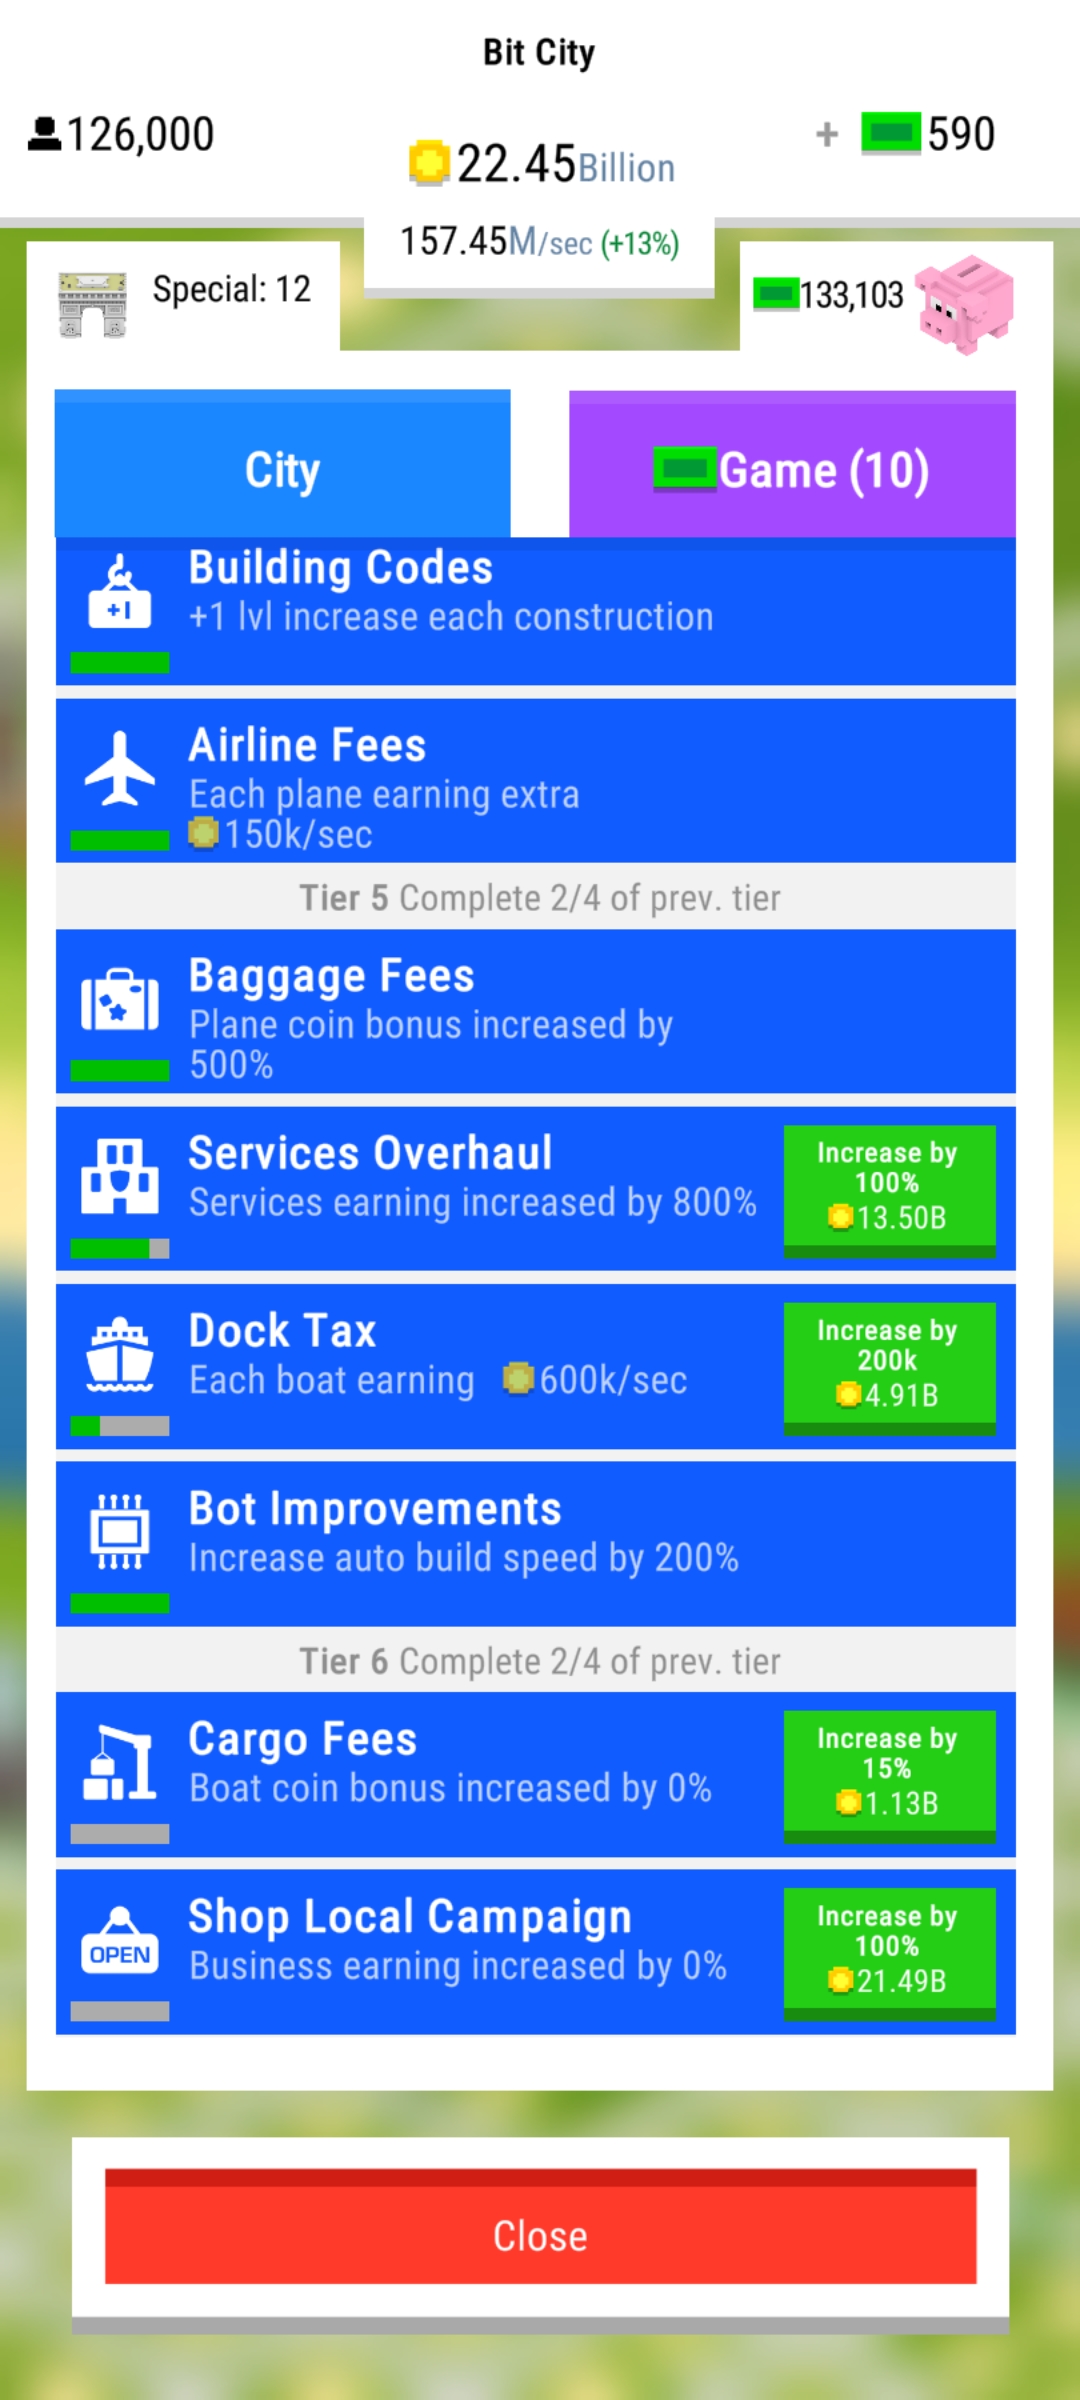 Bit City
126,000
22.45Billion
+ 590
157.45M/sec (+13%)
Special: 12
133,103
City
Game (10)
Building Codes
+1
+1 lvl increase each construction
Airline Fees
Each plane earning extra
150k/sec
Tier 5 Complete 2/4 of prev. tier
Baggage Fees
Plane coin bonus increased by
500%
Services Overhaul
Services earning increased by 800%
Increase by
100%
13.50B
Dock Tax
Each boat earning 600k/sec
Increase by
200k
4.91B
Bot Improvements
Increase auto build speed by 200%
Tier 6 Complete 2/4 of prev. tier
Cargo Fees
Boat coin bonus increased by 0%
Increase by
15%
1.13B
Shop Local Campaign
OPEN
Business earning increased by 0%
Increase by
100%
21.49B
Close